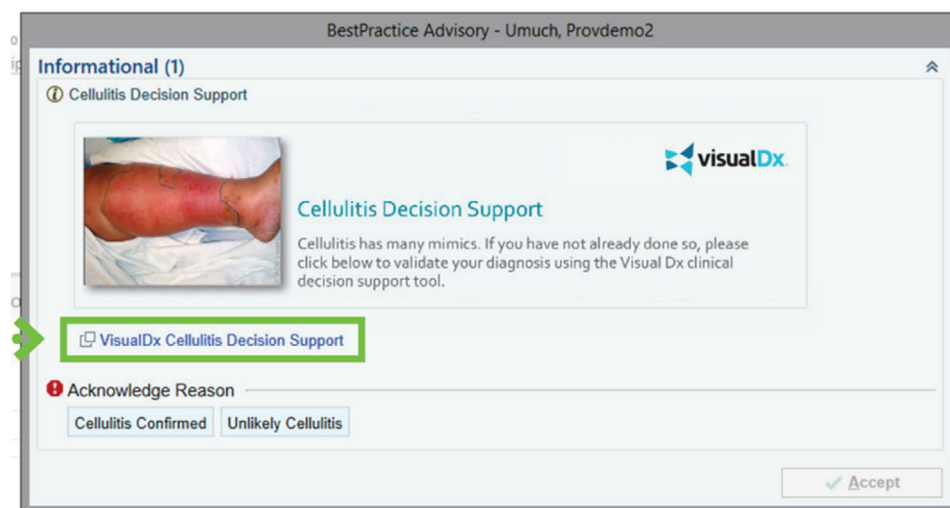 BestPractice Advisory - Umuch, Provdemo2
Informational (1)
Cellulitis Decision Support
visualDx.
Cellulitis Decision Support
Cellulitis has many mimics. If you have not already done so, please
click below to validate your diagnosis using the Visual Dx clinical
decision support tool.
VisualDx Cellulitis Decision Support
Acknowledge Reason
Cellulitis Confirmed Unlikely Cellulitis
Accept